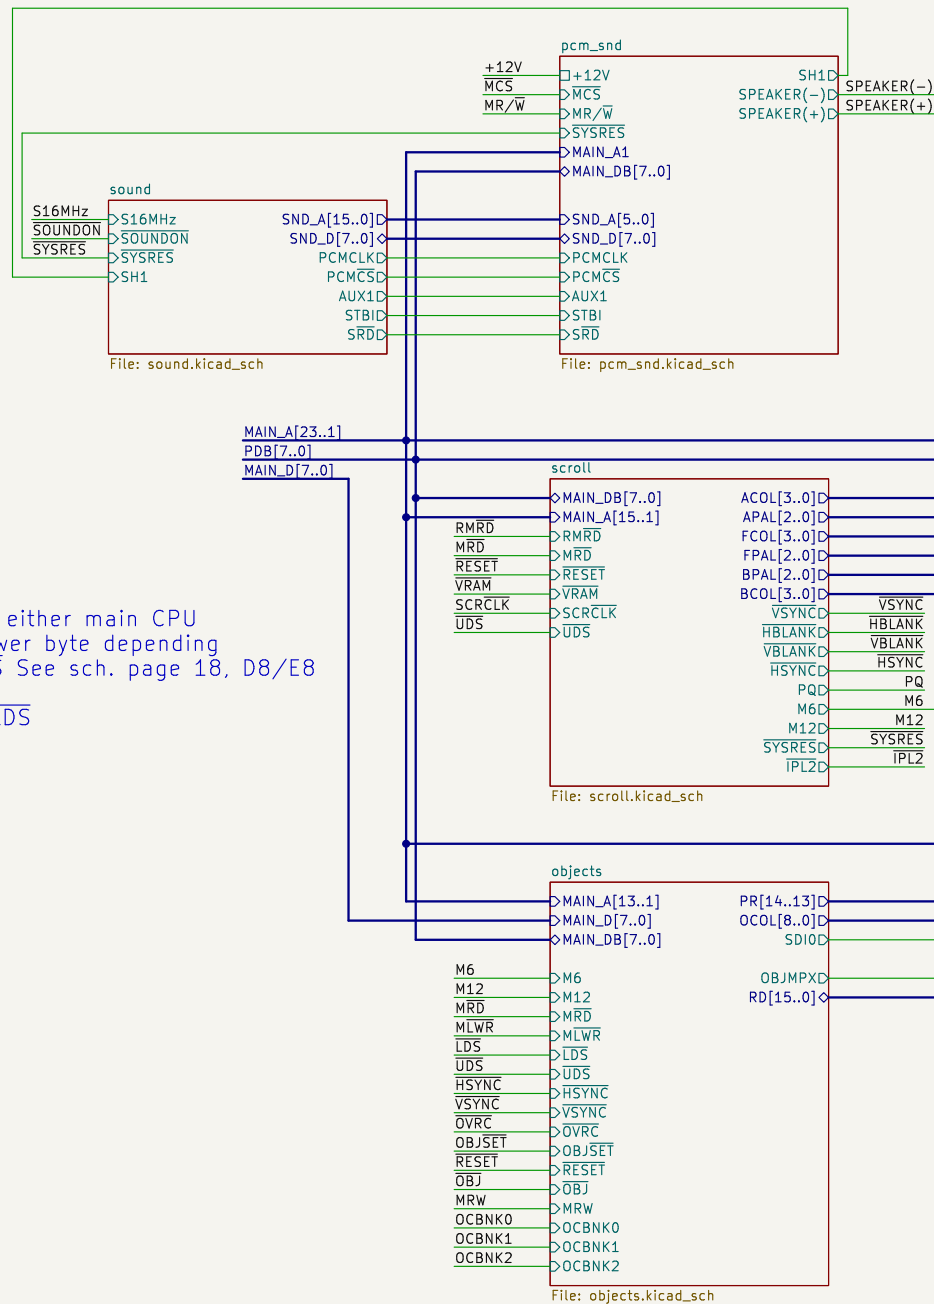 pcm_snd
+12V
MCS
MR/W
+12V
MCS
MR/W
SYSRES
MAIN_A1
MAIN_DB[7..0]
SND_A[5..0]
SND_D[7..0]
PCMCLK
PCMCS
AUX1
STBI
SRD
SH1
SPEAKER(-)
SPEAKER(+)
SPEAKER(-)
SPEAKER(+)
File: pcm_snd.kicad_sch
sound
S16MHz
SOUNDON
SYSRES
S16MHz
SOUNDON
SYSRES
SH1
SND_A[15..0]
SND_D[7..0]
PCMCLK
PCMCS
AUX1
STBI
SRD
File: sound.kicad_sch
MAIN_A[23..1]
PDB[7..0]
MAIN_D[7..0]
scroll
RMRD
MRD
RESET
VRAM
SCRCLK
UDS
MAIN_DB[7..0]
MAIN_A[15..1]
RMRD
MRD
RESET
VRAM
SCRCLK
UDS
ACOL[3..0]
APAL[2..0]
FCOL[3..0]
FPAL[2..0]
BPAL[2..0]
BCOL[3..0]
VSYNC
HBLANK
VBLANK
HSYNC
PQ
M6
M12
SYSRES
IPL2
VSYNC
HBLANK
VBLANK
HSYNC
PQ
M6
M12
SYSRES
IPL2
File: scroll.kicad_sch
either main CPU
wer byte depending
See sch. page 18, D8/E8
DS
objects
M6
M12
MRD
MLWR
LDS
UDS
HSYNC
VSYNC
OVRC
OBJSET
RESET
OBJ
MRW
OCBNK0
OCBNK1
OCBNK2
MAIN_A[13..1]
MAIN_D[7..0]
MAIN_DB[7..0]
M6
M12
MRD
MLWR
LDS
UDS
HSYNC
VSYNC
OVRC
OBJSET
RESET
OBJ
MRW
OCBNK0
OCBNK1
OCBNK2
PR[14..13]
OCOL[8..0]
SDI0
OBJMPX
RD[15..0]
File: objects.kicad_sch